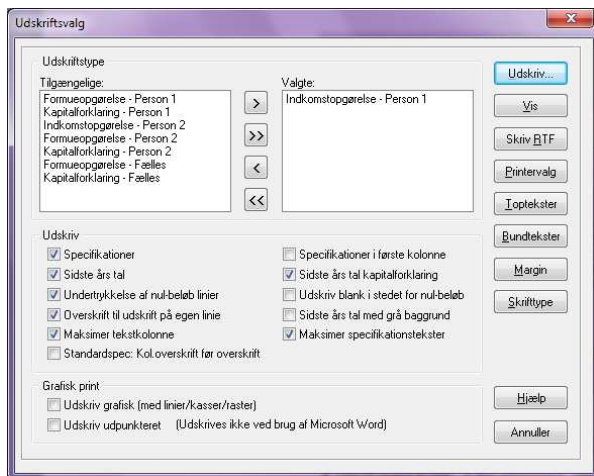 Udskriftsvalg
Udskriftstype
Tilgængelige:
Formueopgørelse - Person 1
Kapitalforklaring - Person 1
Indkomstopgørelse - Person 2
Formueopgørelse - Person 2
Kapitalforklaring - Person 2
Formueopgørelse - Fælles
Kapitalforklaring - Fælles
>
>>
<
<<
Valgte:
Indkomstopgørelse - Person 1
Udskriv
Specifikationer
Sidste års tal
Undertrykkelse af nul-beløb linier
Overskrift til udskrift på egen linie
Maksimer tekstkolonne
Standardspec: Kol.overskrift før overskrift
Specifikationer i første kolonne
Sidste års tal kapitalforklaring
Udskriv blank i stedet for nul-beløb
Sidste års tal med grå baggrund
Maksimer specifikationstekster
Grafisk print
Udskriv grafisk (med linier/kasser/raster)
Udskriv udpunkteret (Udskrives ikke ved brug af Microsoft Word)
Udskriv...
Vis
Skriv RTF
Printervalg
Toptekster
Bundtekster
Margin
Skrifttype
Hjælp
Annuller